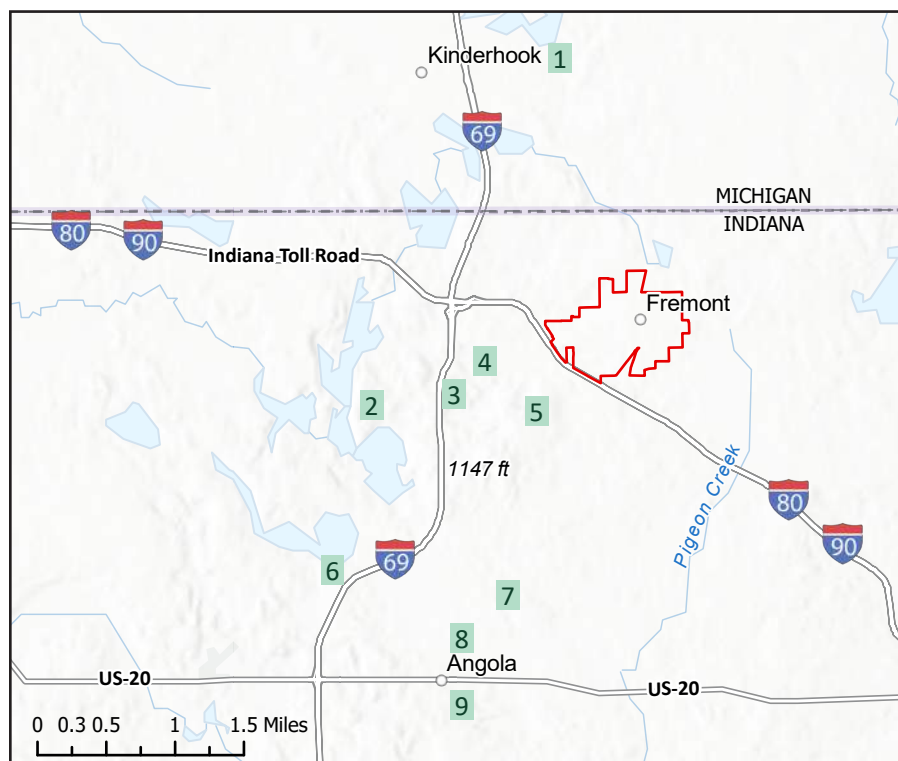 Kinderhook
1
69
MICHIGAN
INDIANA
80
90
Indiana Toll Road
Fremont
4
3
2
5
1147 ft
Pigeon Creek
80
90
69
6
7
8
Angola
US-20
US-20
9
0 0.3 0.5 1 1.5 Miles